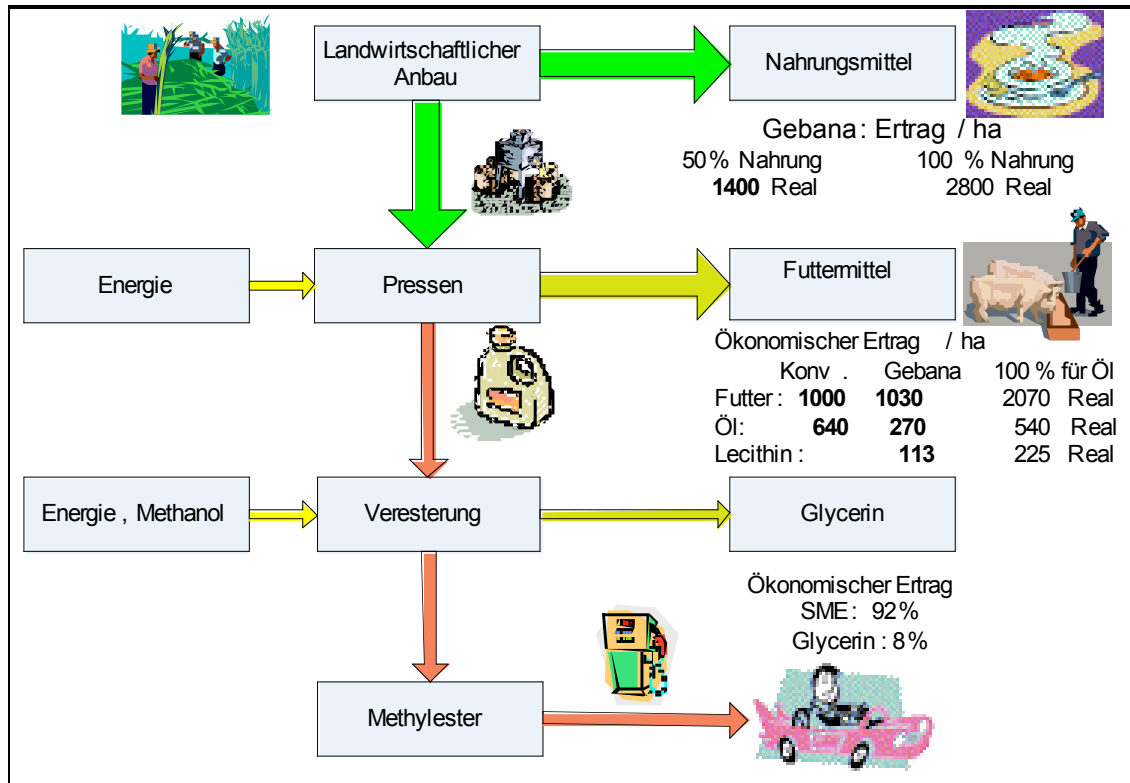 Landwirtschaftlicher
Anbau
Nahrungsmittel
Gebana : Ertrag / ha
50 % Nahrung 100 % Nahrung
1400 Real 2800 Real
Energie
Pressen
Futtermittel
Ökonomischer Ertrag / ha
Konv . Gebana 100 % für Öl
Futter : 1000 1030 2070 Real
Öl: 640 270 540 Real
Lecithin : 113 225 Real
Energie , Methanol
Veresterung
Glycerin
Ökonomischer Ertrag
SME : 92%
Glycerin : 8%
Methylester